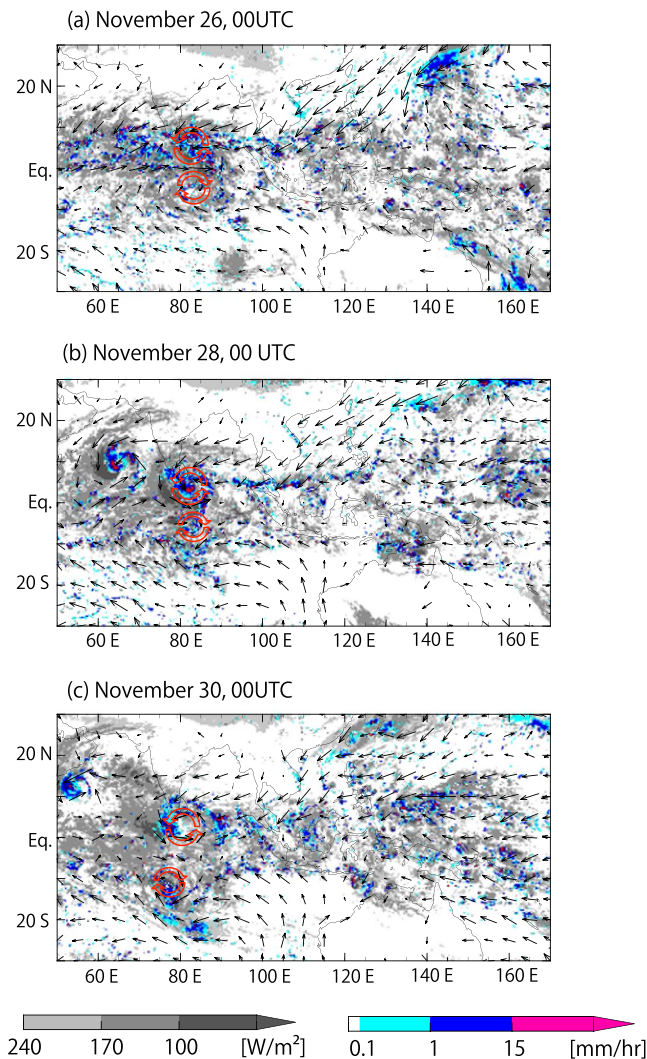 (a) November 26, 00UTC
20 N
Eq.
20 S
60 E 80 E 100 E 120 E 140 E 160 E
(b) November 28, 00 UTC
20 N
Eq.
20 S
60 E 80 E 100 E 120 E 140 E 160 E
(c) November 30, 00UTC
20 N
Eq.
20 S
60 E 80 E 100 E 120 E 140 E 160 E
240 170 100 [W/m²] 0.1 1 15 [mm/hr]